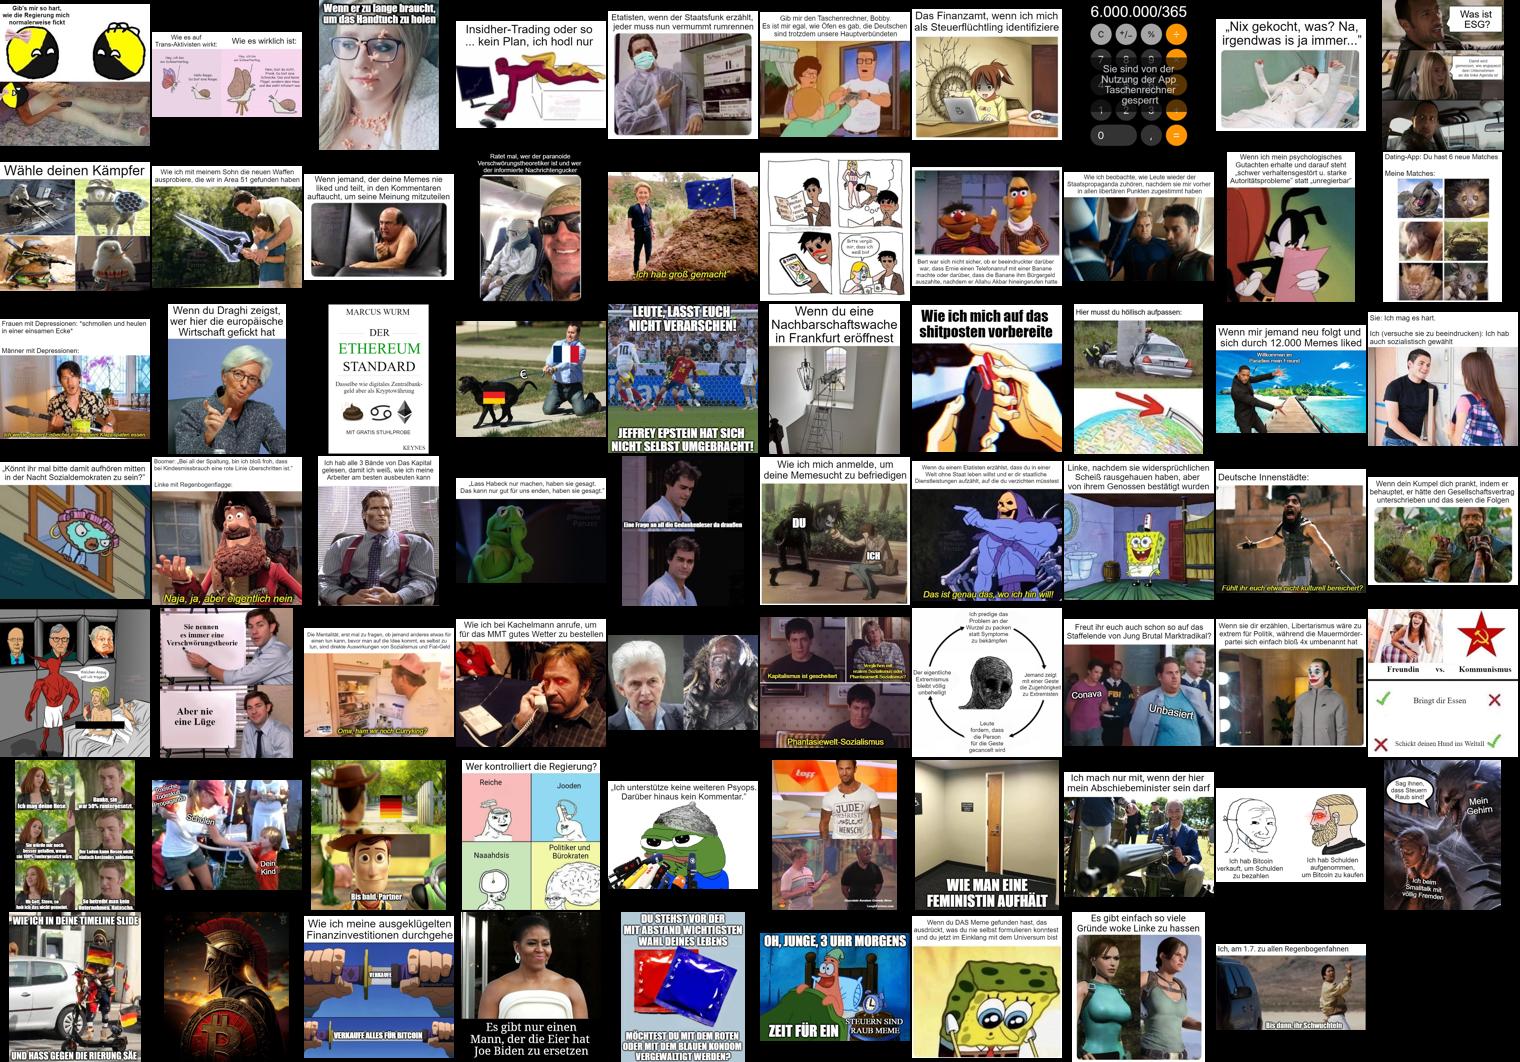 Gib's mir so hart,
wie die Regierung mich
normalerweise fickt
Wie es auf
Trans-Aktivisten wirkt:
Wie es wirklich ist:
Wenn er zu lange braucht,
um das Handtuch zu holen
Insider-Trading oder so
... kein Plan, ich hodl nur
Etatisten, wenn der Staatsfunk erzählt,
jeder muss nun vermummt rumrennen
Gib mir den Taschenrechner, Bobby.
Es ist mir egal, wie Öfen es gab, die Deutschen
sind trotzdem unsere Hauptverbündeten
Das Finanzamt, wenn ich mich
als Steuerflüchtling identifiziere
6.000.000/365
Sie sind von der
Nutzung der App
Taschenrechner
gesperrt
„Nix gekocht, was? Na,
irgendwas is ja immer...”
Was ist
ESG?
Wähle deinen Kämpfer
Wie ich mit meinem Sohn die neuen Waffen
ausprobiere, die wir in Area 51 gefunden haben
Wenn jemand, der deine Memes nie
liked und teilt, in den Kommentaren
auftaucht, um seine Meinung mitzuteilen
Ratet mal, wer der paranoide
Verschwörungstheoretiker ist und wer
der informierte Nachrichtengucker
„Ich hab groß gemacht”
Bitte vergib
mir, dass ich
weiß bin!
Bert war sich nicht sicher, ob er beeindruckter darüber
war, dass Ernie einen Telefonanruf mit einer Banane
machte oder darüber, dass die Banane ihm Bürgergeld
auszahlte, nachdem er Allahu Akbar hineingerufen hatte
Wie ich beobachte, wie Leute wieder der
Staatspropaganda zuhören, nachdem sie mir vorher
in allen libertären Punkten zugestimmt haben
Wenn ich mein psychologisches
Gutachten erhalte und darauf steht
„schwer verhaltensgestört u. starke
Autoritätsprobleme” statt „unregierbar”
Dating-App: Du hast 6 neue Matches
Meine Matches:
Frauen mit Depressionen: *schmollen und heulen
in einer einsamen Ecke*
Männer mit Depressionen:
Ich werde diesen Eisbecher mit meinem Klappspaten essen
Wenn du Draghi zeigst,
wer hier die europäische
Wirtschaft gefickt hat
MARCUS WURM
DER
ETHEREUM
STANDARD
Dasselbe wie digitales Zentralbank-
geld aber als Kryptowährung
MIT GRATIS STUHLPROBE
KEYNES
€
LEUTE, LASST EUCH
NICHT VERARSCHEN!
JEFFREY EPSTEIN HAT SICH
NICHT SELBST UMGEBRACHT!
Wenn du eine
Nachbarschaftswache
in Frankfurt eröffnest
Wie ich mich auf das
shitposten vorbereite
Hier musst du höllisch aufpassen:
Wenn mir jemand neu folgt und
sich durch 12.000 Memes liked
Willkommen im
Paradies mein Freund
Sie: Ich mag es hart.
Ich (versuche sie zu beeindrucken): Ich hab
auch sozialistisch gewählt
„Könnt ihr mal bitte damit aufhören mitten
in der Nacht Sozialdemokraten zu sein?”
Boomer: „Bei all der Spaltung, bin ich bloß froh, dass
bei Kindesmissbrauch eine rote Linie überschritten ist.”
Linke mit Regenbogenflagge:
Naja, ja, aber eigentlich nein
Ich hab alle 3 Bände von Das Kapital
gelesen, damit ich weiß, wie ich meine
Arbeiter am besten ausbeuten kann
„Lass Habeck nur machen, haben sie gesagt.
Das kann nur gut für uns enden, haben sie gesagt.”
Eine Frage an all die Gedankenleser da draußen
Wie ich mich anmelde, um
deine Memesucht zu befriedigen
DU
ICH
Wenn du einem Etatisten erzählst, dass du in einer
Welt ohne Staat leben willst und er dir staatliche
Dienstleistungen aufzählt, auf die du verzichten müsstest
Das ist genau das, wo ich hin will!
Linke, nachdem sie widersprüchlichen
Scheiß rausgehauen haben, aber
von ihrem Genossen bestätigt wurden
Deutsche Innenstädte:
Fühlt ihr euch etwa nicht kulturell bereichert?
Wenn dein Kumpel dich prankt, indem er
behauptet, er hätte den Gesellschaftsvertrag
unterschrieben und das seien die Folgen
Sie nennen
es immer eine
Verschwörungstheorie
Aber nie
eine Lüge
Die Mentalität, erst mal zu fragen, ob jemand anderes etwas für
einen tun kann, bevor man auf die Idee kommt, es selbst zu
tun, sind direkte Auswirkungen von Sozialismus und Fiat-Geld
Oma, ham wir noch Curryking?
Wie ich bei Kachelmann anrufe, um
für das MMT gutes Wetter zu bestellen
Kapitalismus ist gescheitert
Verglichen mit
realem Sozialismus oder
Phantasiewelt-Sozialismus?
Phantasiewelt-Sozialismus
Ich predige das
Problem an der
Wurzel zu packen
statt Symptome
zu bekämpfen
Jemand zeigt
mit einer Geste
die Zugehörigkeit
zu Extremisten
Leute
fordern, dass
die Person
für die Geste
gecancelt wird
Der eigentliche
Extremismus
bleibt völlig
unbehelligt
Freut ihr euch auch schon so auf das
Staffelende von Jung Brutal Marktradikal?
Conava
FBI
Unbasiert
Wenn sie dir erzählen, Libertarismus wäre zu
extrem für Politik, während die Mauermörder-
partei sich einfach bloß 4x umbenannt hat
Freundin vs. Kommunismus
Bringt dir Essen
Schickt deinen Hund ins Weltall
Ich mag deine Hose
Danke, sie
war 50% runtergesetzt.
Sie würde mir noch
besser gefallen, wenn
sie 100% runtergesetzt wäre.
Der Laden kann Hosen nicht
einfach kostenlos anbieten.
So betreibt man kein
Unternehmen, Natascha.
Schulen
Dein
Kind
Bis bald, Partner
Wer kontrolliert die Regierung?
Reiche
Jooden
Naaahdsis
Politiker und
Bürokraten
„Ich unterstütze keine weiteren Psyops.
Darüber hinaus kein Kommentar.”
taff
JUDE?
MENSCH!
WIE MAN EINE
FEMINISTIN AUFHÄLT
Ich mach nur mit, wenn der hier
mein Abschiebeminister sein darf
Ich hab Bitcoin
verkauft, um Schulden
zu bezahlen
Ich hab Schulden
aufgenommen,
um Bitcoin zu kaufen
Sag ihnen,
dass Steuern
Raub sind!
Mein
Gehirn
Ich beim
Smalltalk mit
völlig Fremden
WIE ICH IN DEINE TIMELINE SLIDE
UND HASS GEGEN DIE RIERUNG SÄE
Wie ich meine ausgeklügelten
Finanzinvestitionen durchgehe
VERKAUFE ALLES FÜR BITCOIN
Es gibt nur einen
Mann, der die Eier hat
Joe Biden zu ersetzen
DU STEHST VOR DER
MIT ABSTAND WICHTIGSTEN
WAHL DEINES LEBENS
MÖCHTEST DU MIT DEM ROTEN
ODER MIT DEM BLAUEN KONDOM
VERGEWALTIGT WERDEN?
OH, JUNGE, 3 UHR MORGENS
ZEIT FÜR EIN
STEUERN SIND
RAUB MEME
Wenn du DAS Meme gefunden hast, das
ausdrückt, was du nie selbst formulieren konntest
und du jetzt im Einklang mit dem Universum bist
Es gibt einfach so viele
Gründe woke Linke zu hassen
Ich, am 1.7. zu allen Regenbogenfahnen
Bis dann, ihr Schwuchteln